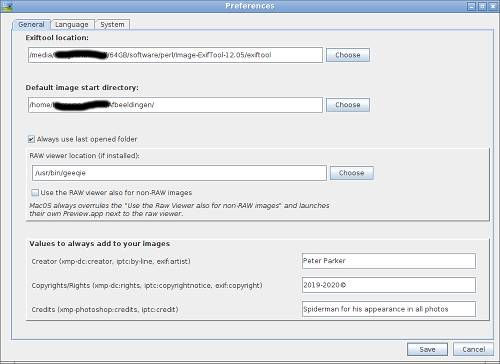 Preferences
General Language System
Exiftool location:
/media/ /64GB/software/perl/Image-ExifTool-12.05/exiftool Choose
Default image start directory:
/home/ Afbeeldingen/ Choose
Always use last opened folder
RAW viewer location (if installed):
/usr/bin/geeqie Choose
Use the RAW viewer also for non-RAW images
MacOS always overrules the "Use the Raw Viewer also for non-RAW images" and launches
their own Preview.app next to the raw viewer.
Values to always add to your images
Creator (xmp-dc:creator, iptc:by-line, exif:artist) Peter Parker
Copyrights/Rights (xmp-dc:rights, iptc:copyrightnotice, exif:copyright) 2019-2020©
Credits (xmp-photoshop:credits, iptc:credit) Spiderman for his appearance in all photos
Save Cancel